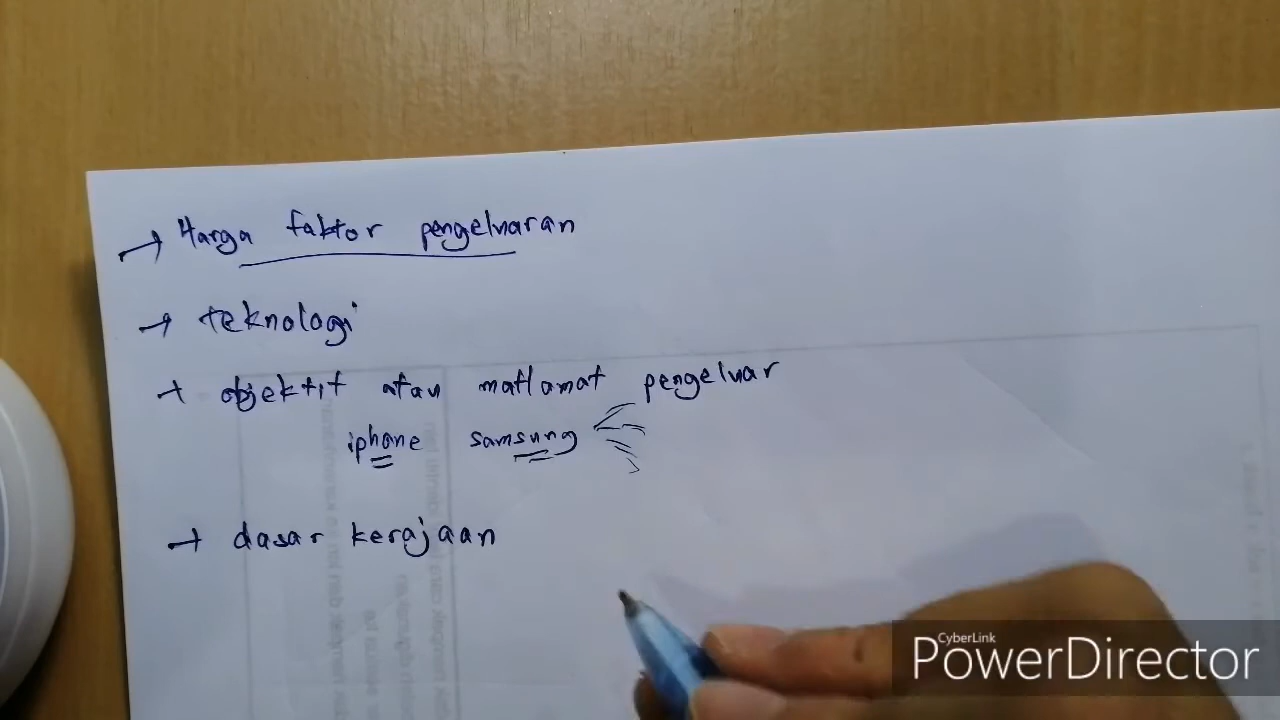 → Harga faktor pengeluaran
→ teknologi
→ objektif atau matlamat pengeluar
iphone samsung
→ dasar kerajaan
CyberLink
PowerDirector